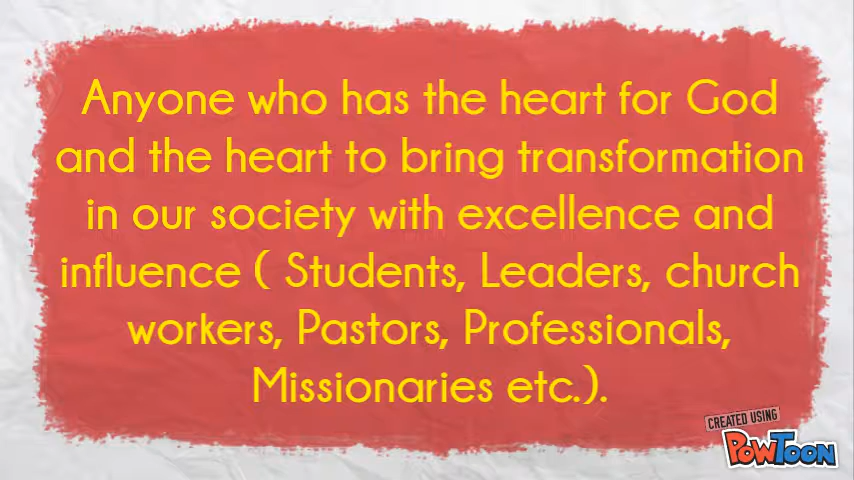 Anyone who has the heart for God
and the heart to bring transformation
in our society with excellence and
influence ( Students, Leaders, church
workers, Pastors, Professionals,
Missionaries etc.).
CREATED USING
POWTOON